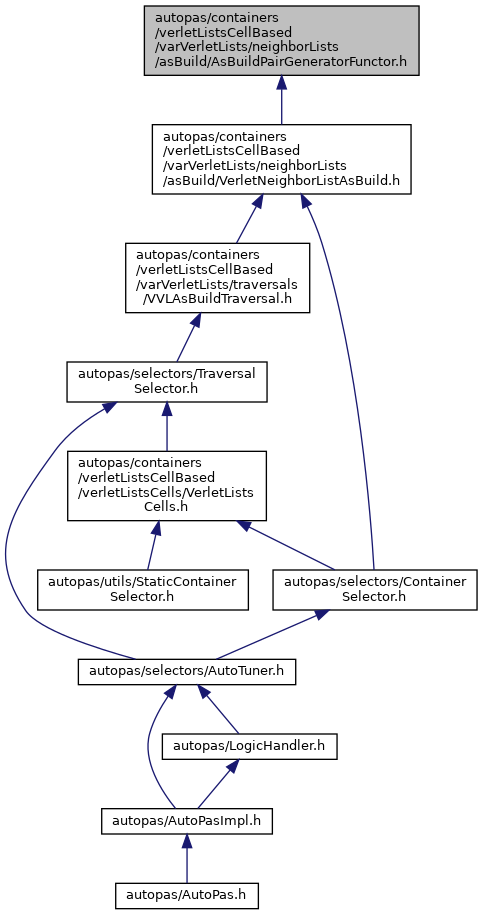 autopas/containers
/verletListsCellBased
/varVerletLists/neighborLists
/asBuild/AsBuildPairGeneratorFunctor.h
autopas/containers
/verletListsCellBased
/varVerletLists/neighborLists
/asBuild/VerletNeighborListAsBuild.h
autopas/containers
/verletListsCellBased
/varVerletLists/traversals
/VVLAsBuildTraversal.h
autopas/selectors/Traversal
Selector.h
autopas/containers
/verletListsCellBased
/verletListsCells/VerletLists
Cells.h
autopas/utils/StaticContainer
Selector.h
autopas/selectors/Container
Selector.h
autopas/selectors/AutoTuner.h
autopas/LogicHandler.h
autopas/AutoPasImpl.h
autopas/AutoPas.h